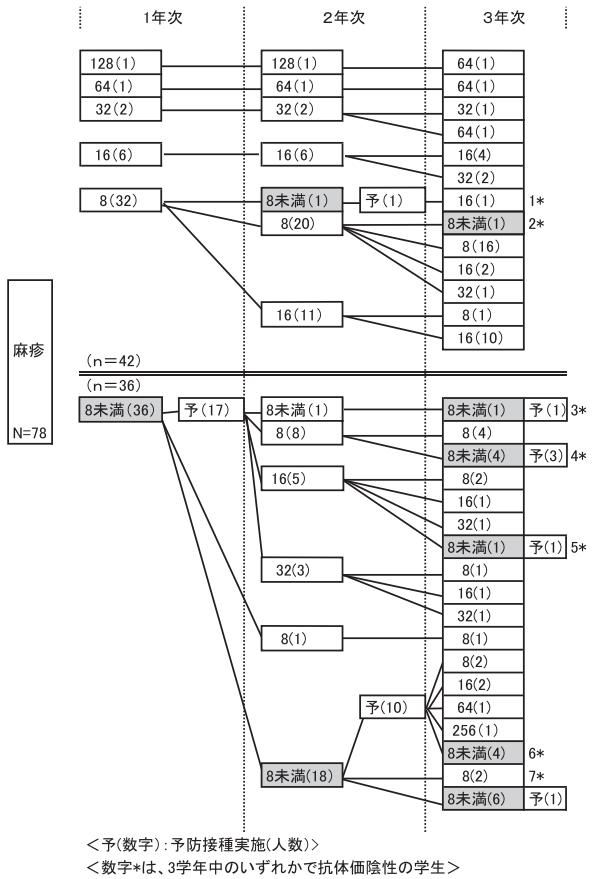 1年次 2年次 3年次
128(1) 128(1) 64(1)
64(1) 64(1) 64(1)
32(2) 32(2) 32(1)
64(1)
16(6) 16(6) 16(4)
32(2)
8(32) 8未満(1) 予(1) 16(1) 1*
8(20) 8未満(1) 2*
8(16)
16(2)
32(1)
16(11) 8(1)
16(10)
麻疹
N=78
(n=42)
(n=36)
8未満(36) 予(17) 8未満(1) 8未満(1) 予(1) 3*
8(8) 8(4)
8未満(4) 予(3) 4*
16(5) 8(2)
16(1)
32(1)
8未満(1) 予(1) 5*
32(3) 8(1)
16(1)
32(1)
8(1) 8(1)
8(2)
16(2)
予(10) 64(1)
256(1)
8未満(4) 6*
8未満(18) 8(2) 7*
8未満(6) 予(1)
<予(数字):予防接種実施(人数)>
<数字*は、3学年中のいずれかで抗体価陰性の学生>